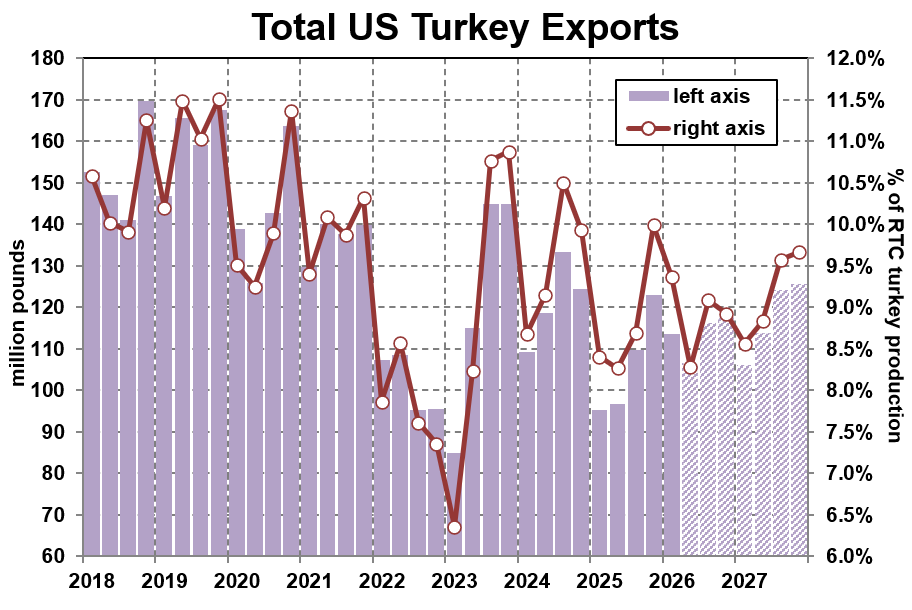 Total US Turkey Exports
180 12.0%
170 11.5%
160 11.0%
150 10.5%
140 10.0%
130 9.5%
120 9.0%
110 8.5%
100 8.0%
90 7.5%
80 7.0%
70 6.5%
60 6.0%
left axis
right axis
million pounds
% of RTC turkey production
2018 2019 2020 2021 2022 2023 2024 2025 2026 2027